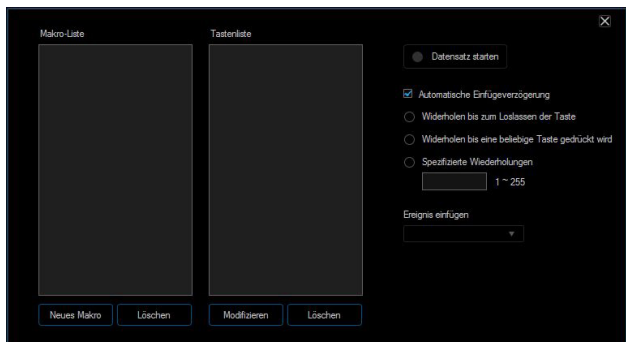 Makro-Liste
Tastenliste
Datensatz starten
Automatische Einfügeverzögerung
Widerholen bis zum Loslassen der Taste
Widerholen bis eine beliebige Taste gedrückt wird
Spezifizierte Wiederholungen
1 ~ 255
Ereignis einfügen
Neues Makro
Löschen
Modifizieren
Löschen